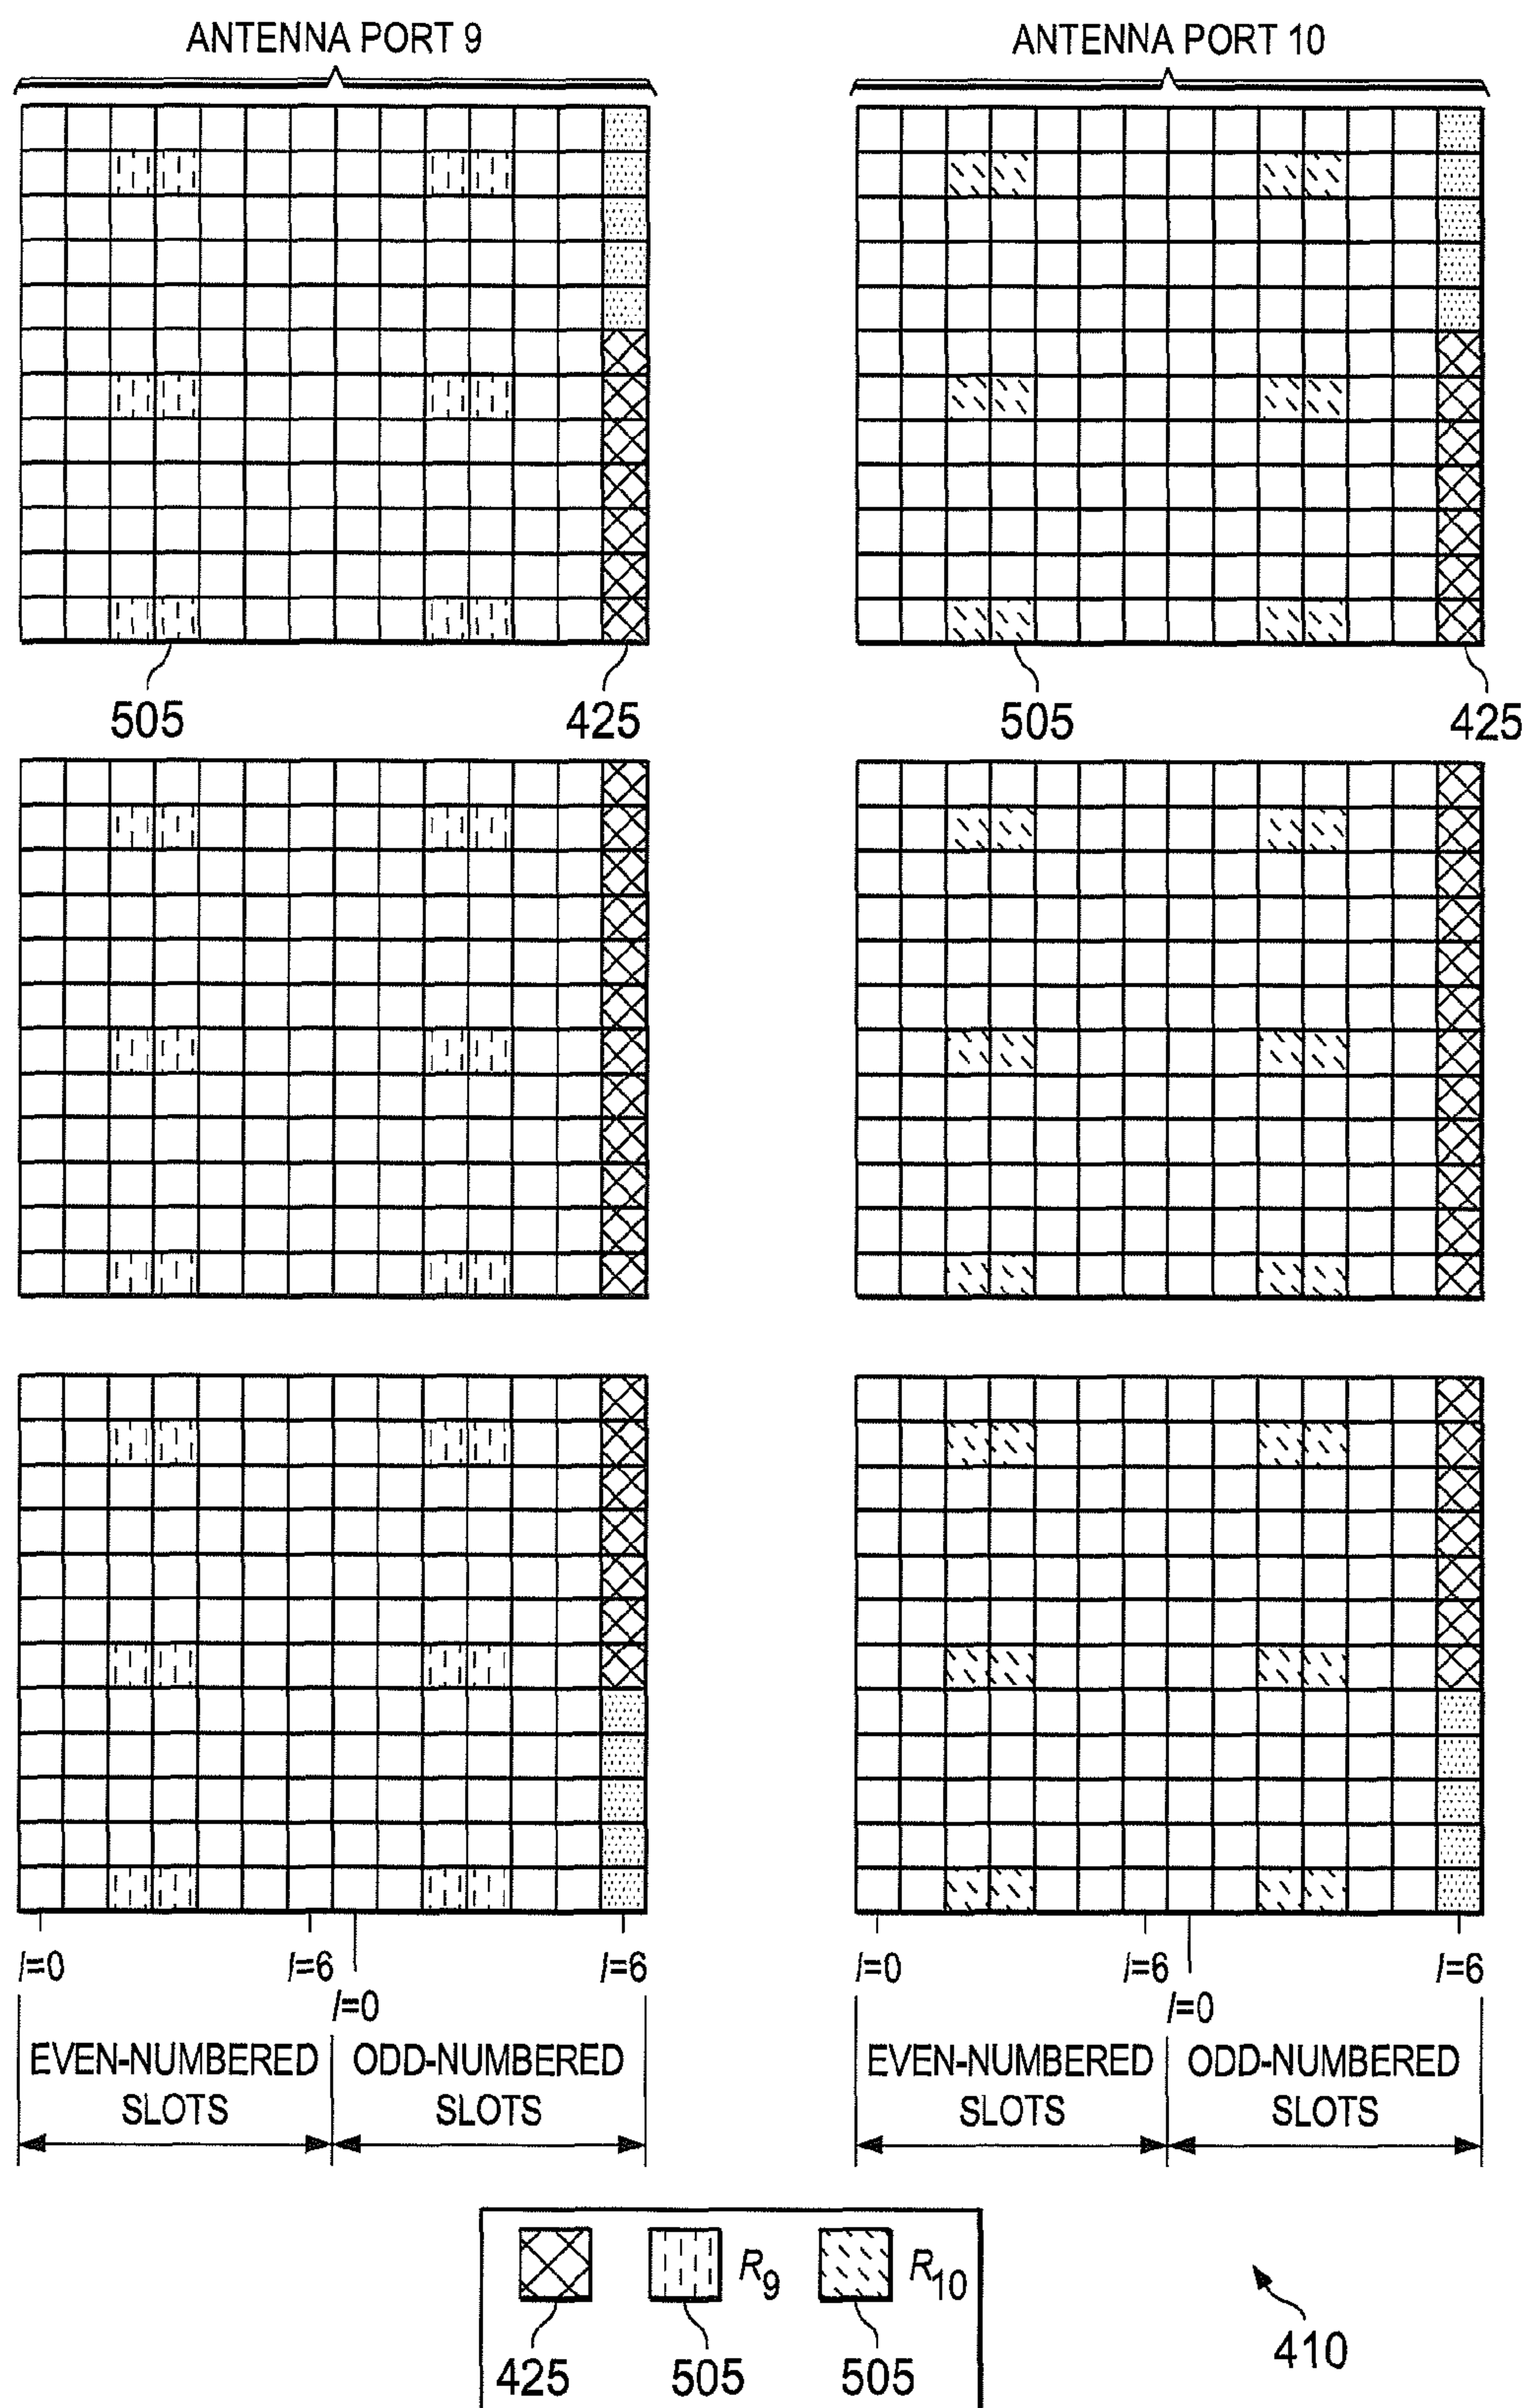 ANTENNA PORT 9
ANTENNA PORT 10
505
425
505
425
l=0
l=6
l=0
l=6
l=0
l=6
l=0
l=6
EVEN-NUMBERED
SLOTS
ODD-NUMBERED
SLOTS
EVEN-NUMBERED
SLOTS
ODD-NUMBERED
SLOTS
R9
R10
425
505
505
410